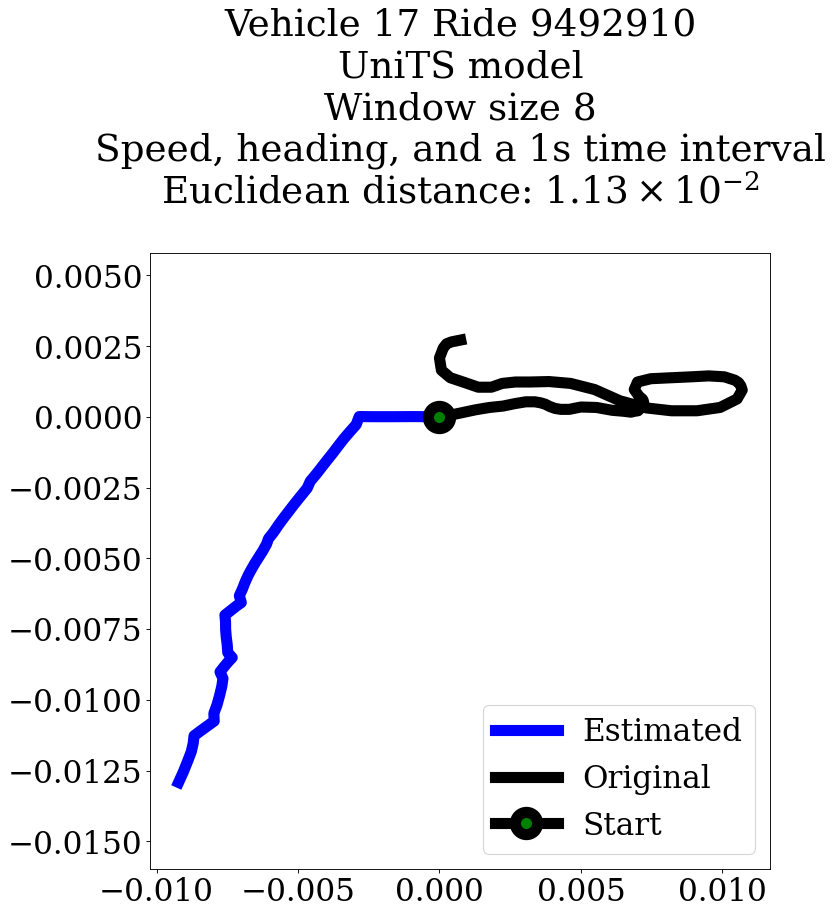 Vehicle 17 Ride 9492910
UniTS model
Window size 8
Speed, heading, and a 1s time interval
Euclidean distance: 1.13 × 10⁻²
0.0050
0.0025
0.0000
−0.0025
−0.0050
−0.0075
−0.0100
−0.0125
−0.0150
Estimated
Original
Start
−0.010 −0.005 0.000 0.005 0.010